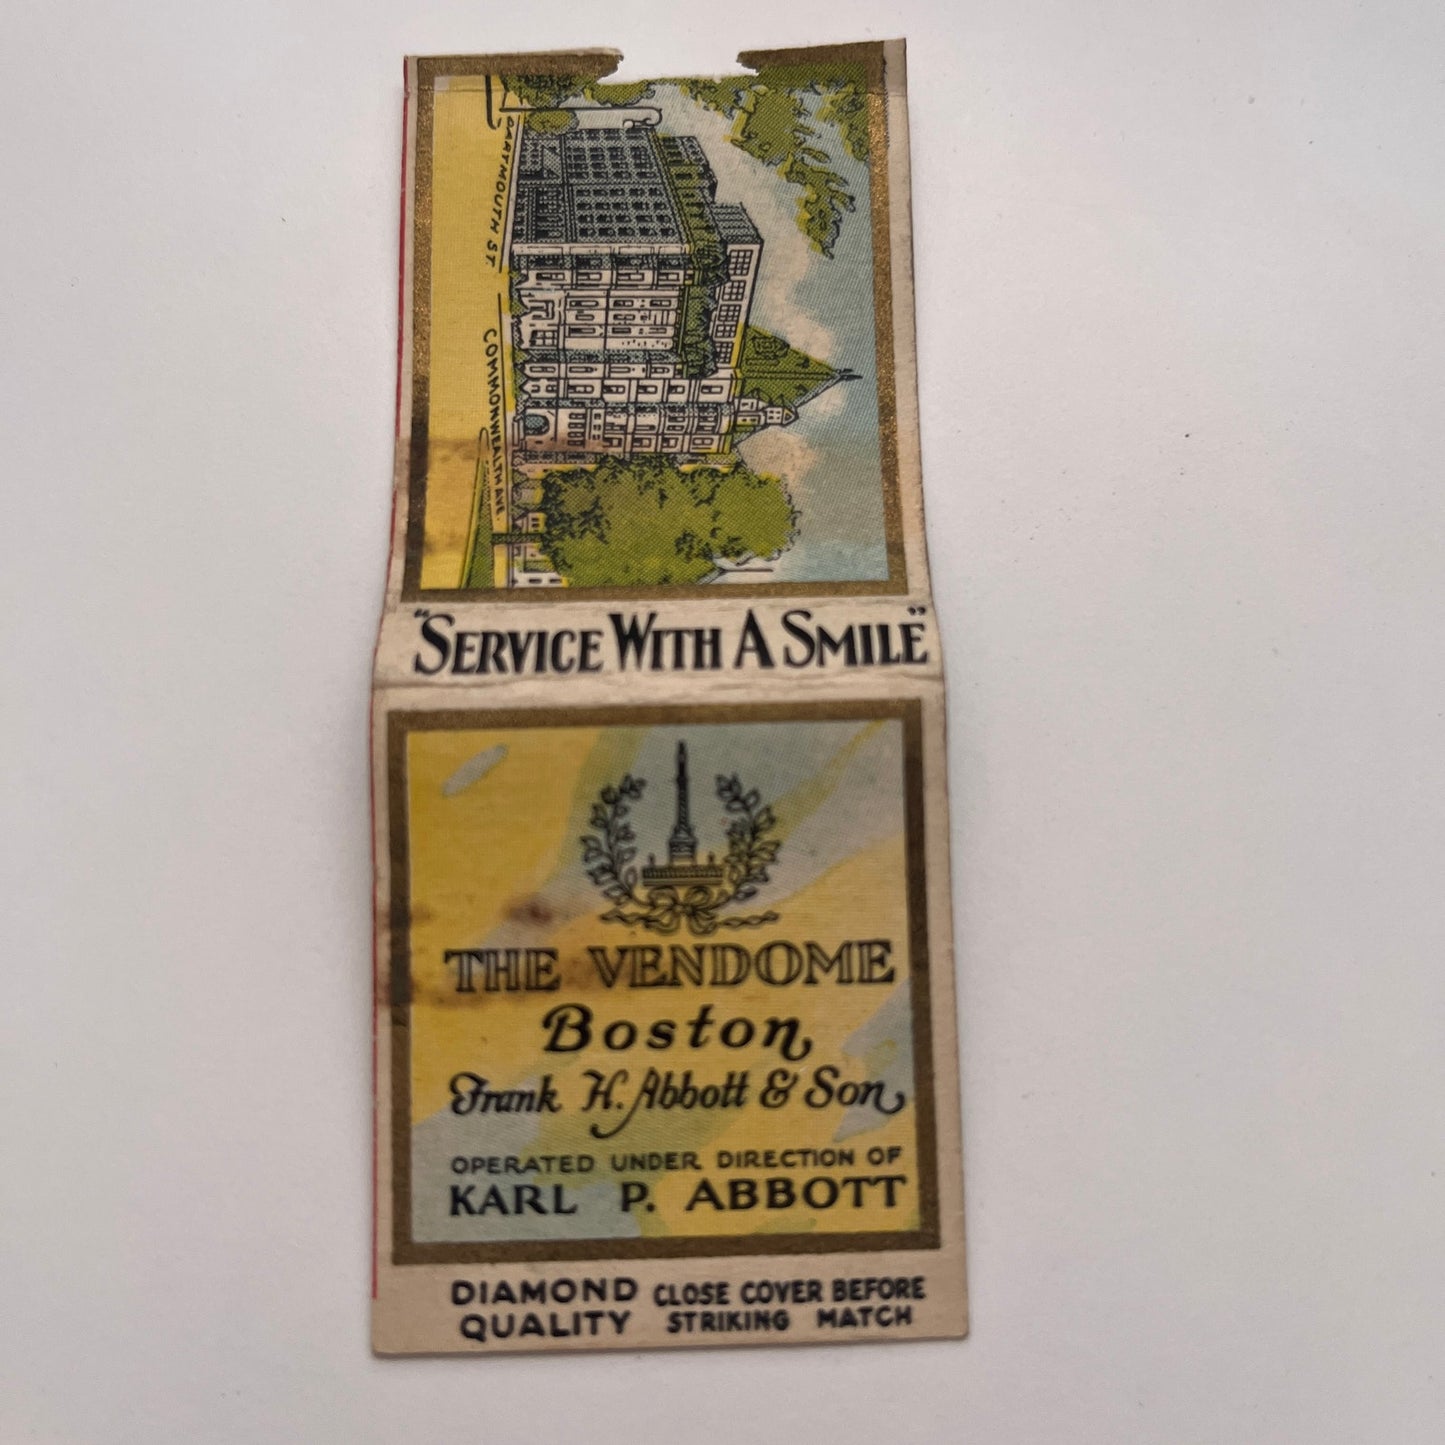 DARTMOUTH ST.
COMMONWEALTH AVE.
"SERVICE WITH A SMILE"
THE VENDOME
Boston
Frank H. Abbott & Son
OPERATED UNDER DIRECTION OF
KARL P. ABBOTT
DIAMOND QUALITY
CLOSE COVER BEFORE
STRIKING MATCH